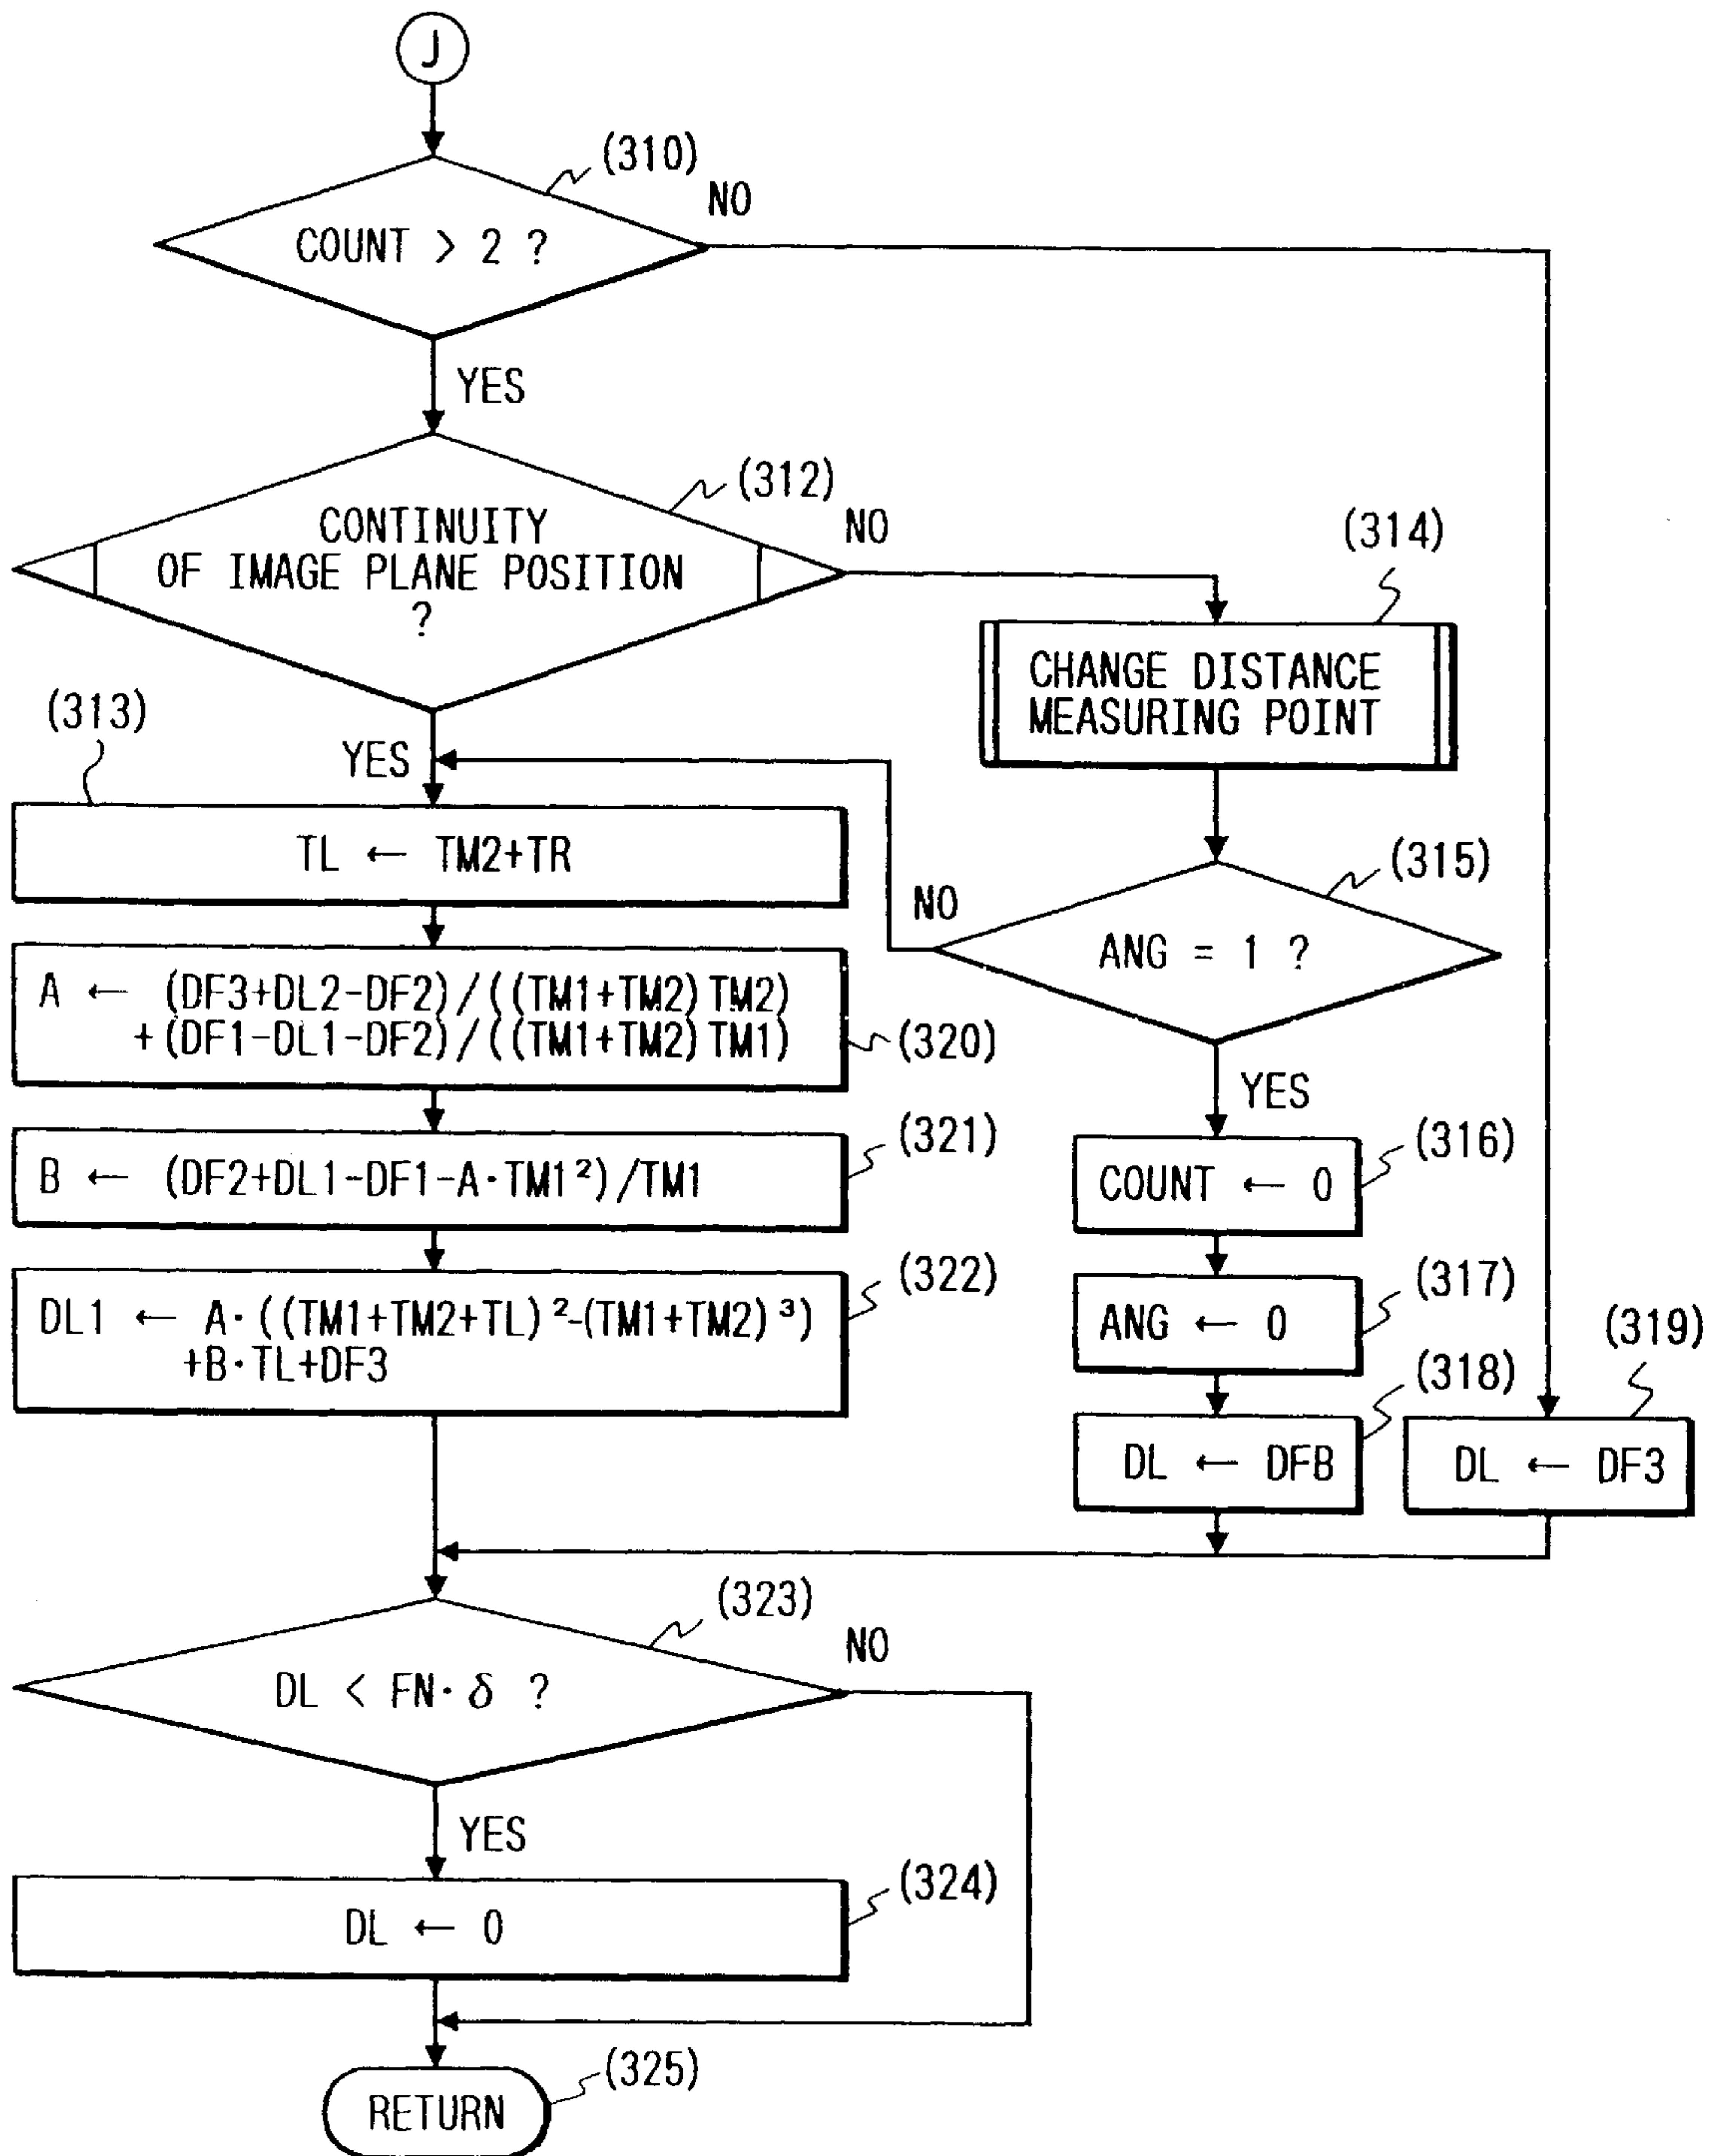 J
(310)
NO
COUNT > 2 ?
YES
(312)
NO
CONTINUITY
OF IMAGE PLANE POSITION
?
(314)
CHANGE DISTANCE
MEASURING POINT
(313)
YES
TL ← TM2+TR
(315)
NO
ANG = 1 ?
A ← (DF3+DL2-DF2)/((TM1+TM2)TM2)
+(DF1-DL1-DF2)/((TM1+TM2)TM1)
(320)
YES
(321)
B ← (DF2+DL1-DF1-A·TM1²)/TM1
(316)
COUNT ← 0
(322)
DL1 ← A·((TM1+TM2+TL)²-(TM1+TM2)³)
+B·TL+DF3
(317)
ANG ← 0
(319)
(318)
DL ← DFB
DL ← DF3
(323)
NO
DL < FN·δ ?
YES
(324)
DL ← 0
(325)
RETURN